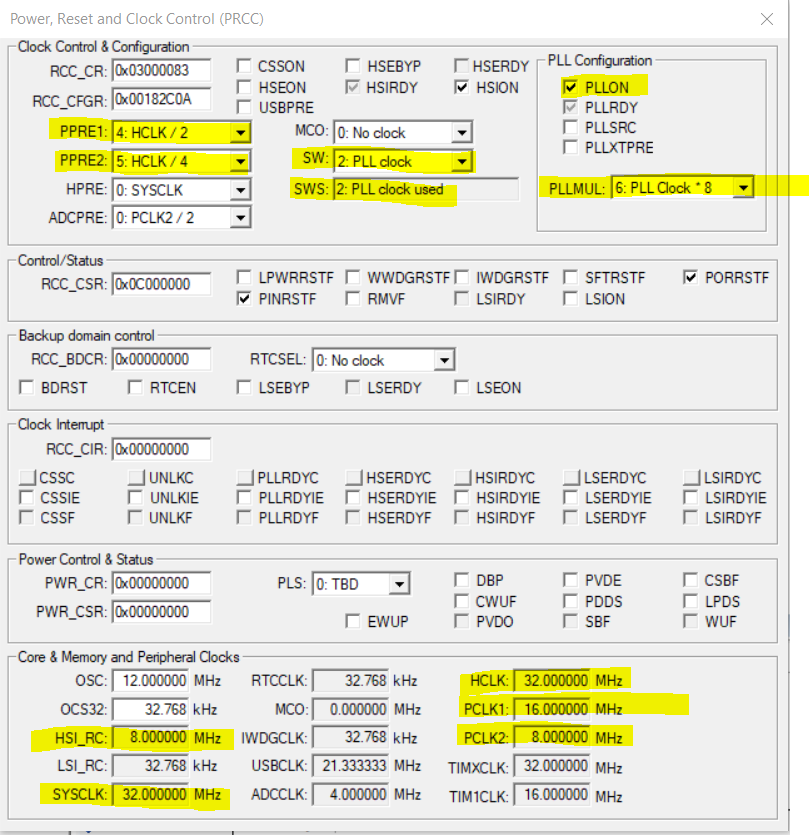 Power, Reset and Clock Control (PRCC)
Clock Control & Configuration
RCC_CR: 0x03000083 CSSON HSEBYP HSERDY
HSEON HSIRDY HSION
RCC_CFGR: 0x00182C0A USBPRE
PPRE1: 4: HCLK / 2 MCO: 0: No clock
PPRE2: 5: HCLK / 4 SW: 2: PLL clock
HPRE: 0: SYSCLK SWS: 2: PLL clock used
ADCPRE: 0: PCLK2 / 2
PLL Configuration
PLLON
PLLRDY
PLLSRC
PLLXTPRE
PLLMUL: 6: PLL Clock * 8
Control/Status
RCC_CSR: 0x0C000000 LPWRRSTF WWDGRSTF IWDGRSTF SFTRSTF PORRSTF
PINRSTF RMVF LSIRDY LSION
Backup domain control
RCC_BDCR: 0x00000000 RTCSEL: 0: No clock
BDRST RTCEN LSEBYP LSERDY LSEON
Clock Interrupt
RCC_CIR: 0x00000000
CSSC UNLKC PLLRDYC HSERDYC HSIRDYC LSERDYC LSIRDYC
CSSIE UNLKIE PLLRDYIE HSERDYIE HSIRDYIE LSERDYIE LSIRDYIE
CSSF UNLKF PLLRDYF HSERDYF HSIRDYF LSERDYF LSIRDYF
Power Control & Status
PWR_CR: 0x00000000 PLS: 0: TBD DBP PVDE CSBF
CWUF PDDS LPDS
PWR_CSR: 0x00000000 EWUP PVDO SBF WUF
Core & Memory and Peripheral Clocks
OSC: 12.000000 MHz RTCCLK: 32.768 kHz HCLK: 32.000000 MHz
OCS32: 32.768 kHz MCO: 0.000000 MHz PCLK1: 16.000000 MHz
HSI_RC: 8.000000 MHz IWDGCLK: 32.768 kHz PCLK2: 8.000000 MHz
LSI_RC: 32.768 kHz USBCLK: 21.333333 MHz TIMXCLK: 32.000000 MHz
SYSCLK: 32.000000 MHz ADCCLK: 4.000000 MHz TIM1CLK: 16.000000 MHz